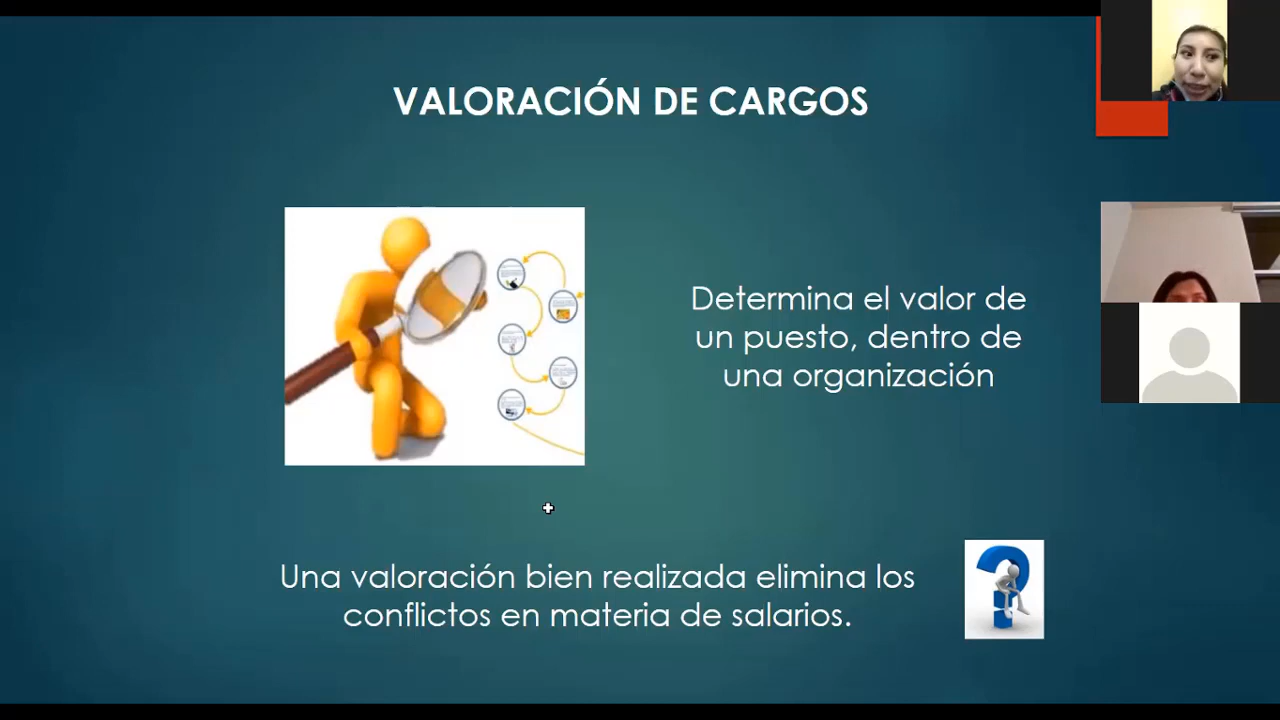 VALORACIÓN DE CARGOS
Determina el valor de
un puesto, dentro de
una organización
Una valoración bien realizada elimina los
conflictos en materia de salarios.